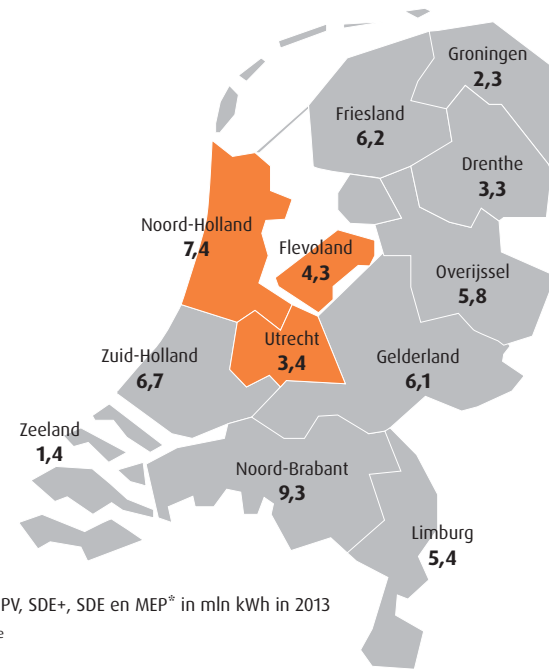 Groningen
2,3
Friesland
6,2
Drenthe
3,3
Noord-Holland
7,4
Flevoland
4,3
Overijssel
5,8
Utrecht
3,4
Zuid-Holland
6,7
Gelderland
6,1
Zeeland
1,4
Noord-Brabant
9,3
Limburg
5,4
PV, SDE+, SDE en MEP* in mln kWh in 2013
e